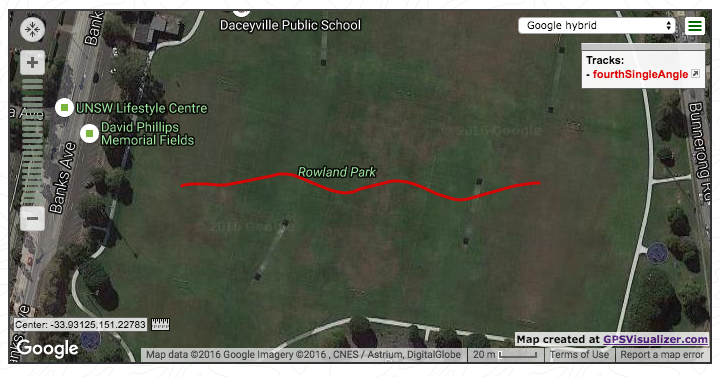 Daceyville Public School
Google hybrid
Tracks:
- fourthSingleAngle
Banks
UNSW Lifestyle Centre
David Phillips
Memorial Fields
© 2016 Google
Banks Ave
Rowland Park
Bunnerong
© 2016 Google
Center: -33.93125,151.22783
Google
Map created at GPSVisualizer.com
Map data ©2016 Google Imagery ©2016 , CNES / Astrium, DigitalGlobe
20 m
Terms of Use
Report a map error